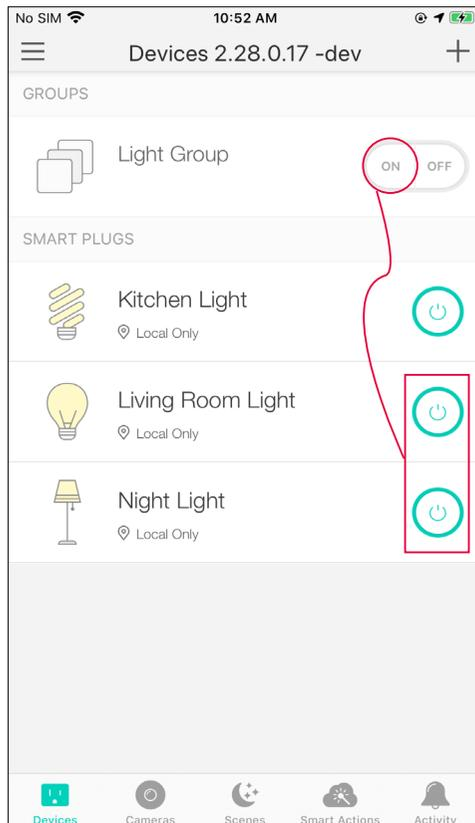 No SIM 10:52 AM
Devices 2.28.0.17 -dev
GROUPS
Light Group
ON OFF
SMART PLUGS
Kitchen Light
Local Only
Living Room Light
Local Only
Night Light
Local Only
Devices Cameras Scenes Smart Actions Activity